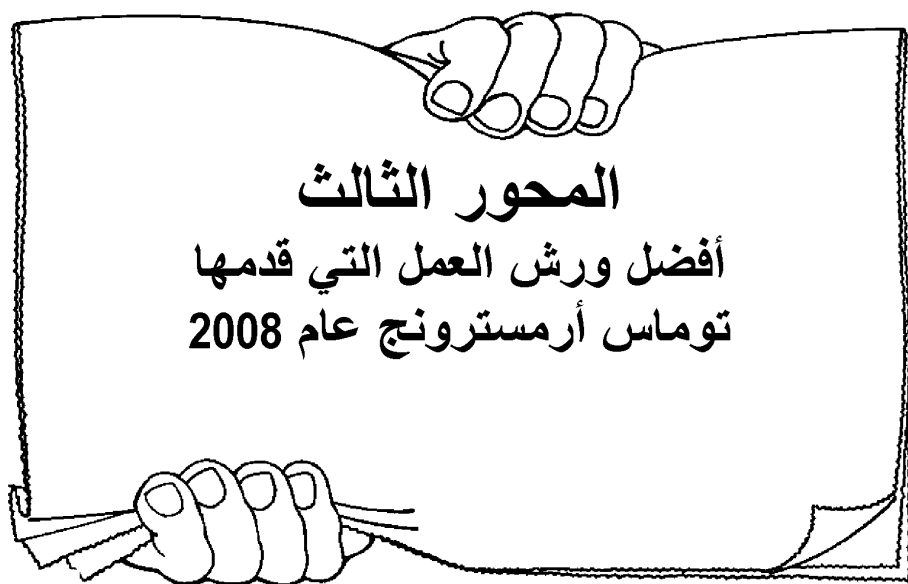 المحور الثالث
أفضل ورش العمل التي قدمها
توماس أرمسترونج عام 2008